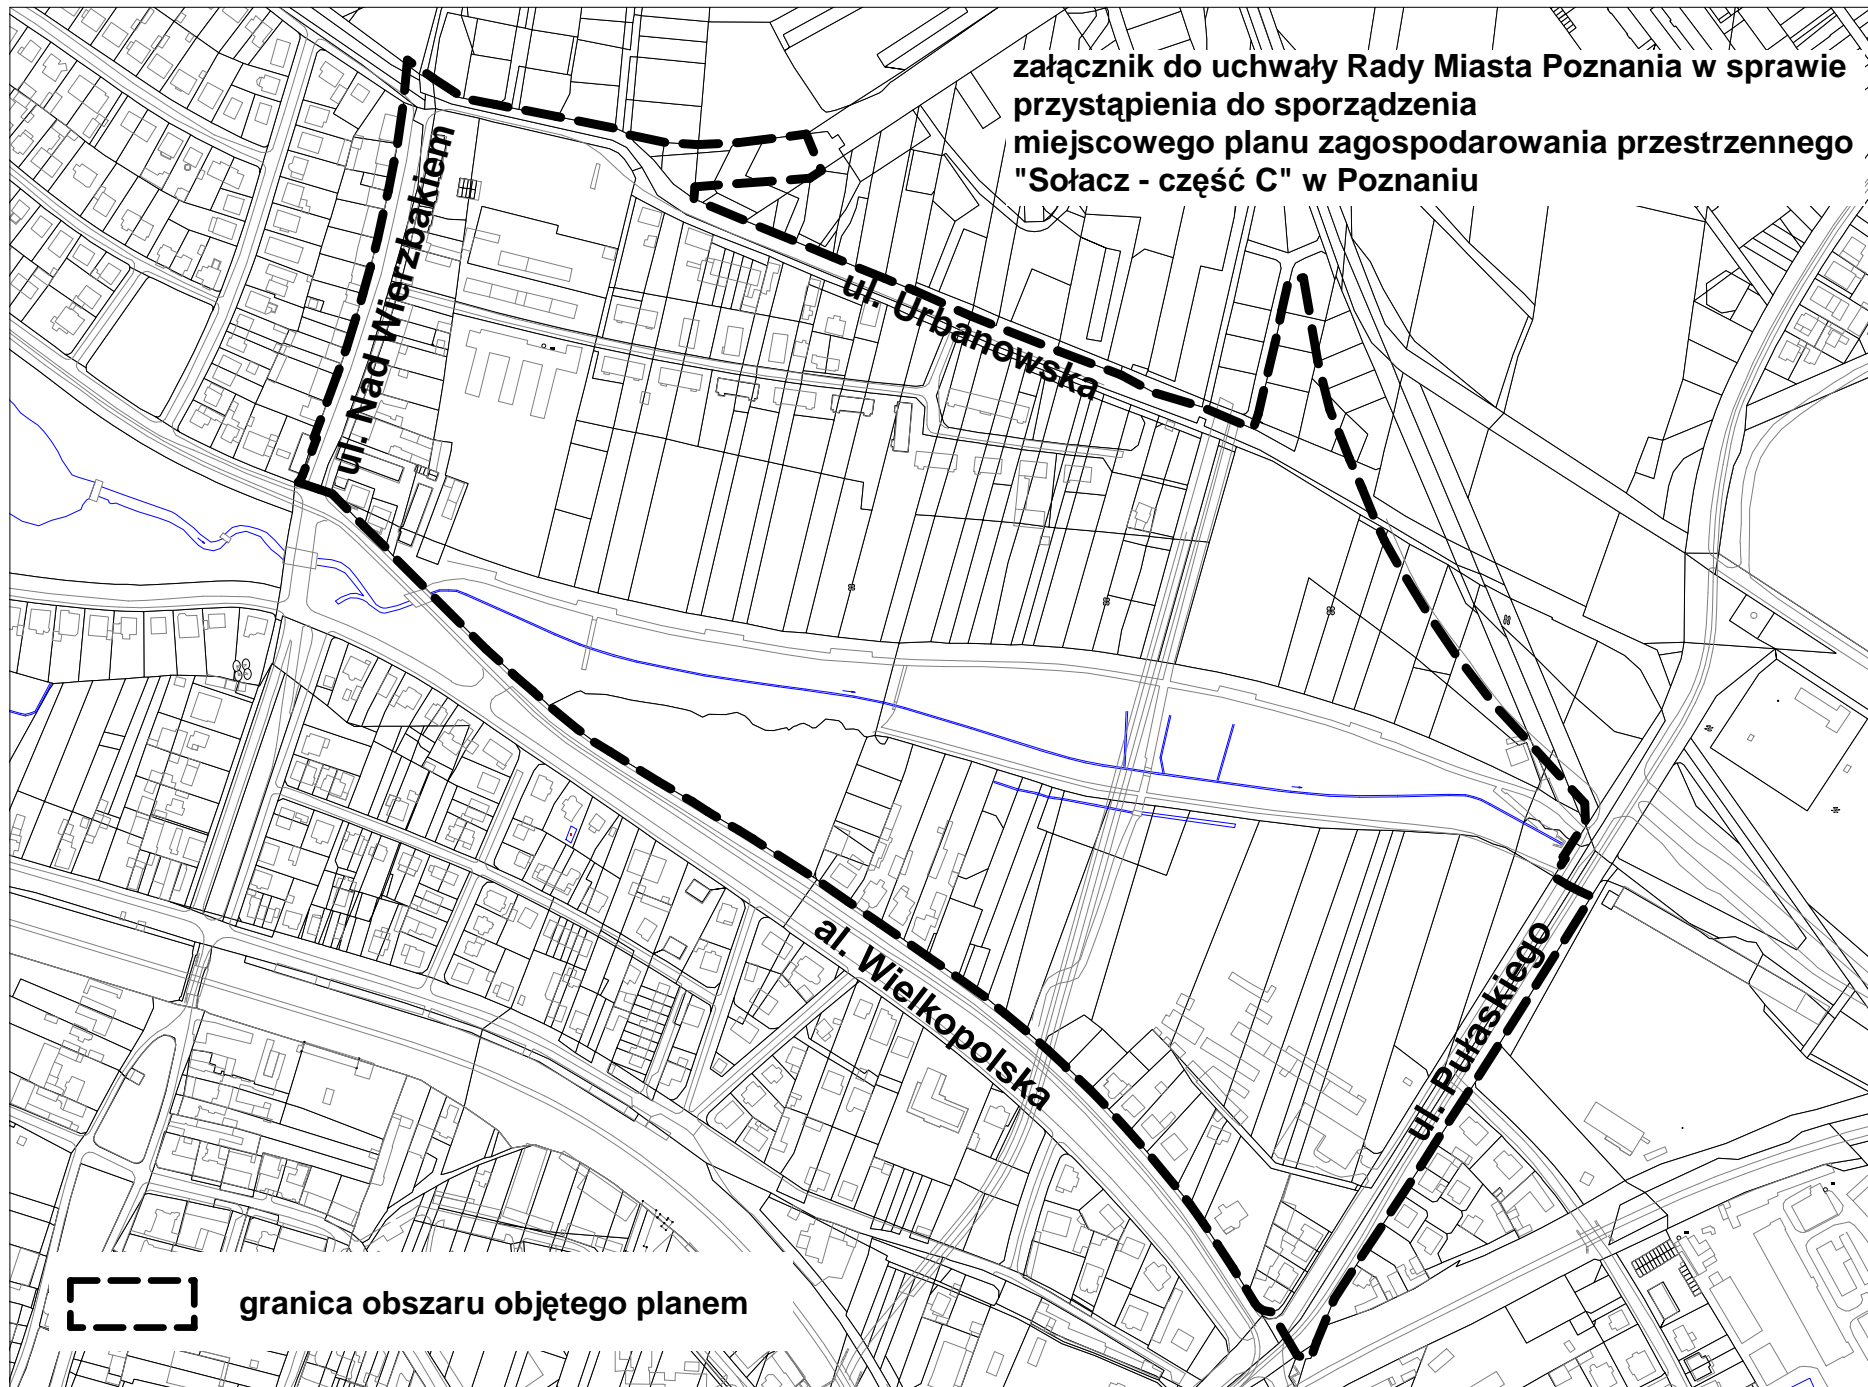 załącznik do uchwały Rady Miasta Poznania w sprawie
przystąpienia do sporządzenia
miejscowego planu zagospodarowania przestrzennego
"Sołacz - część C" w Poznaniu
ul. Nad Wierzbakiem
ul. Urbanowska
al. Wielkopolska
ul. Pułaskiego
granica obszaru objętego planem